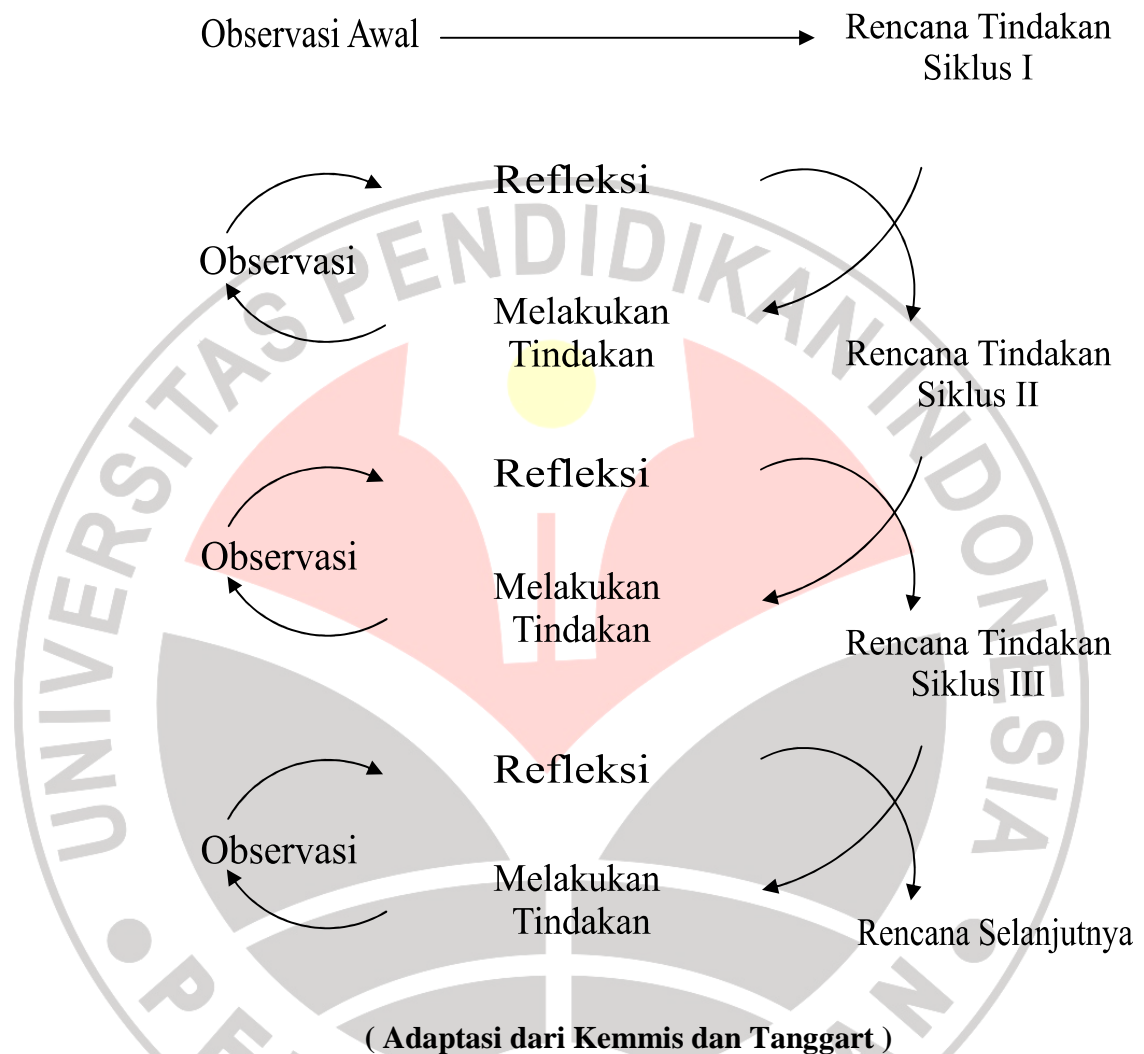 Observasi Awal
Rencana Tindakan
Siklus I
Refleksi
Observasi
Melakukan
Tindakan
Rencana Tindakan
Siklus II
Refleksi
Observasi
Melakukan
Tindakan
Rencana Tindakan
Siklus III
Refleksi
Observasi
Melakukan
Tindakan
Rencana Selanjutnya
( Adaptasi dari Kemmis dan Tanggart )
UNIVERSITAS PENDIDIKAN INDONESIA